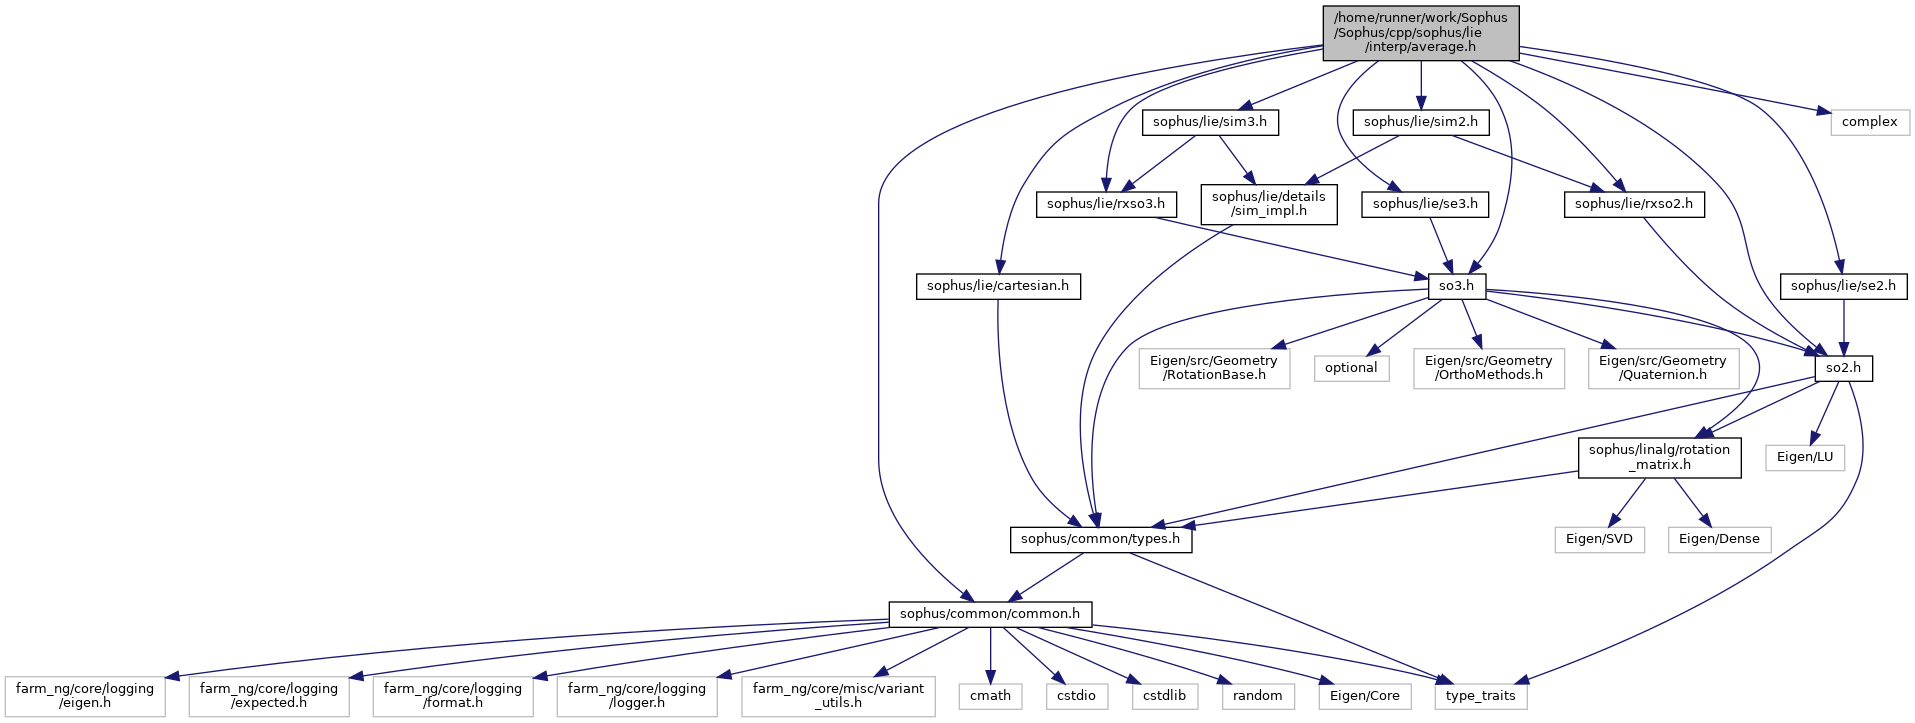 /home/runner/work/Sophus
/Sophus/cpp/sophus/lie
/interp/average.h
sophus/lie/sim3.h
sophus/lie/sim2.h
complex
sophus/lie/rxso3.h
sophus/lie/details
/sim_impl.h
sophus/lie/se3.h
sophus/lie/rxso2.h
sophus/lie/cartesian.h
so3.h
sophus/lie/se2.h
Eigen/src/Geometry
/RotationBase.h
optional
Eigen/src/Geometry
/OrthoMethods.h
Eigen/src/Geometry
/Quaternion.h
so2.h
sophus/linalg/rotation
_matrix.h
Eigen/LU
sophus/common/types.h
Eigen/SVD
Eigen/Dense
sophus/common/common.h
farm_ng/core/logging
/eigen.h
farm_ng/core/logging
/expected.h
farm_ng/core/logging
/format.h
farm_ng/core/logging
/logger.h
farm_ng/core/misc/variant
_utils.h
cmath
cstdio
cstdlib
random
Eigen/Core
type_traits